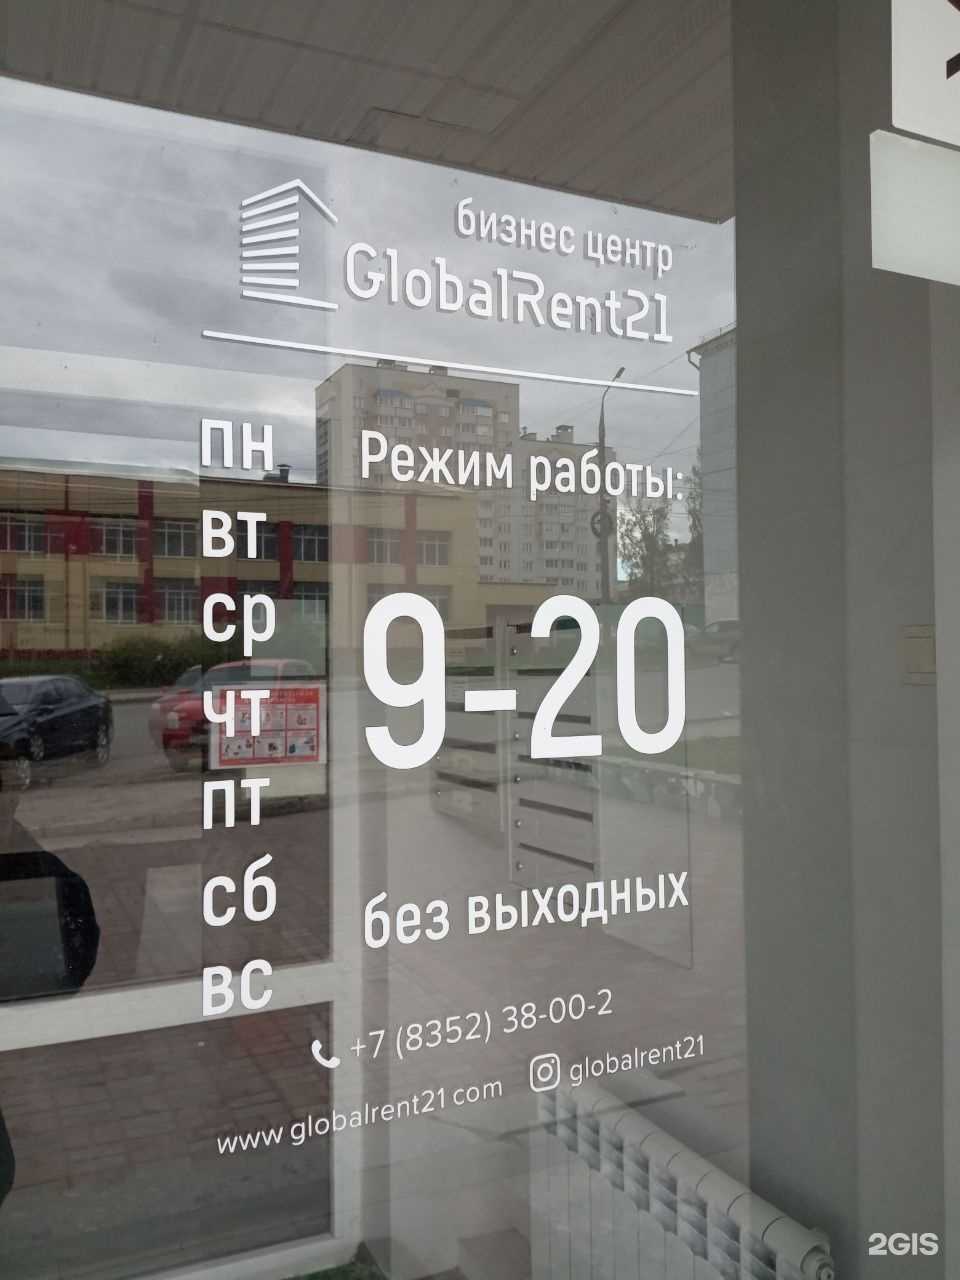 бизнес центр
GlobalRent21
пн
вт
ср
чт
пт
сб
вс
Режим работы:
9-20
без выходных
+7 (8352) 38-00-2
www.globalrent21.com
globalrent21
2GIS